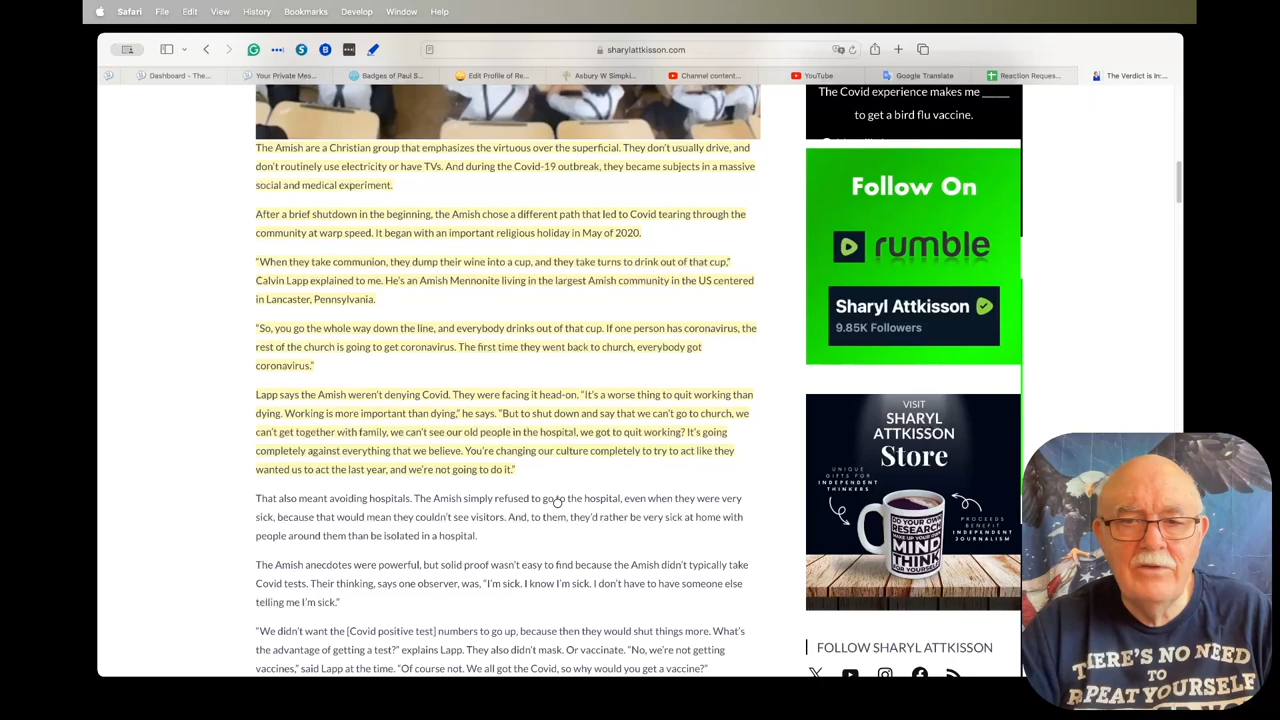 Safari File Edit View History Bookmarks Develop Window Help
sharylattkisson.com
Dashboard - The... Your Private Mes... Badges of Paul S... Edit Profile of Re... Asbury W Simpki... Channel content... YouTube Google Translate Reaction Reques... The Verdict is In:...
The Amish are a Christian group that emphasizes the virtuous over the superficial. They don't usually drive, and
don't routinely use electricity or have TVs. And during the Covid-19 outbreak, they became subjects in a massive
social and medical experiment.
After a brief shutdown in the beginning, the Amish chose a different path that led to Covid tearing through the
community at warp speed. It began with an important religious holiday in May of 2020.
"When they take communion, they dump their wine into a cup, and they take turns to drink out of that cup,"
Calvin Lapp explained to me. He's an Amish Mennonite living in the largest Amish community in the US centered
in Lancaster, Pennsylvania.
"So, you go the whole way down the line, and everybody drinks out of that cup. If one person has coronavirus, the
rest of the church is going to get coronavirus. The first time they went back to church, everybody got
coronavirus."
Lapp says the Amish weren't denying Covid. They were facing it head-on. "It's a worse thing to quit working than
dying. Working is more important than dying," he says. "But to shut down and say that we can't go to church, we
can't get together with family, we can't see our old people in the hospital, we got to quit working? It's going
completely against everything that we believe. You're changing our culture completely to try to act like they
wanted us to act the last year, and we're not going to do it."
That also meant avoiding hospitals. The Amish simply refused to go to the hospital, even when they were very
sick, because that would mean they couldn't see visitors. And, to them, they'd rather be very sick at home with
people around them than be isolated in a hospital.
The Amish anecdotes were powerful, but solid proof wasn't easy to find because the Amish didn't typically take
Covid tests. Their thinking, says one observer, was, "I'm sick. I know I'm sick. I don't have to have someone else
telling me I'm sick."
"We didn't want the [Covid positive test] numbers to go up, because then they would shut things more. What's
the advantage of getting a test?" explains Lapp. They also didn't mask. Or vaccinate. "No, we're not getting
vaccines," said Lapp at the time. "Of course not. We all got the Covid, so why would you get a vaccine?"
The Covid experience makes me _____
to get a bird flu vaccine.
Follow On
rumble
Sharyl Attkisson
9.85K Followers
VISIT
SHARYL
ATTKISSON
Store
UNIQUE
GIFTS FOR
INDEPENDENT
THINKERS
PROCEEDS
BENEFIT
INDEPENDENT
JOURNALISM
DO YOUR OWN
RESEARCH
MAKE UP YOUR OWN
MIND
THINK
FOR YOURSELF
FOLLOW SHARYL ATTKISSON
THERE'S NO NEED
TO
REPEAT YOURSELF